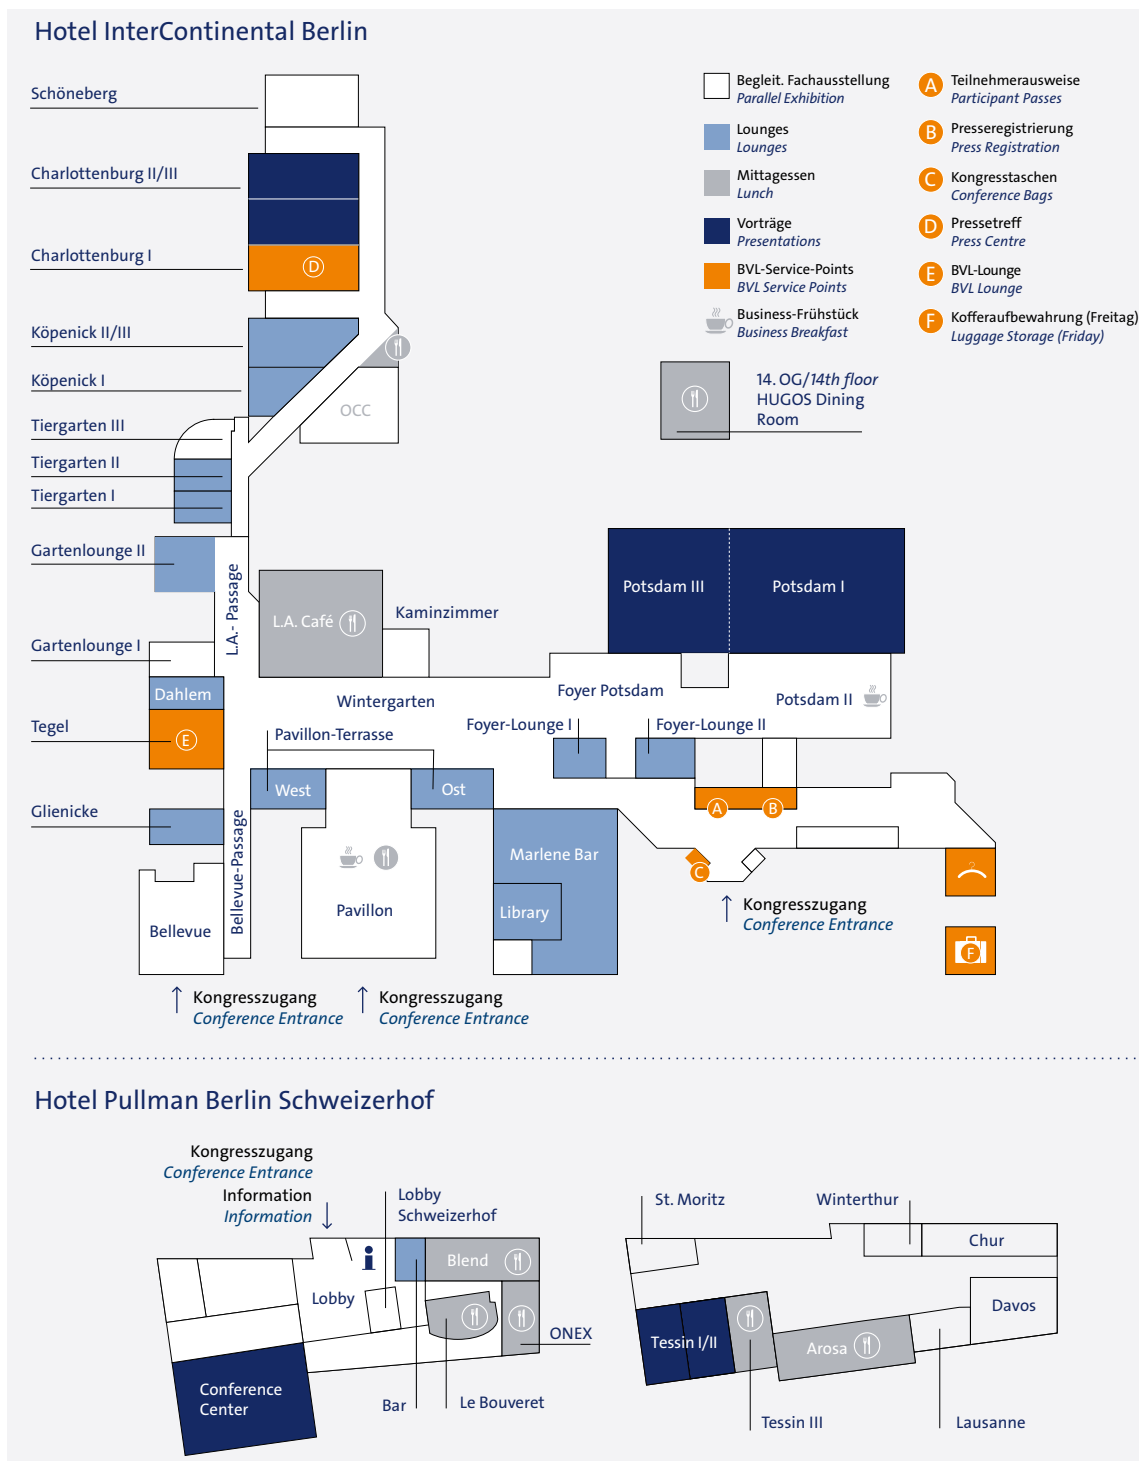 Hotel InterContinental Berlin
Schöneberg
Charlottenburg II/III
Charlottenburg I
Köpenick II/III
Köpenick I
Tiergarten III
Tiergarten II
Tiergarten I
Gartenlounge II
Gartenlounge I
Dahlem
Tegel
Glienicke
Bellevue
D
E
OCC
L.A.- Passage
Bellevue-Passage
Begleit. Fachausstellung
Parallel Exhibition
Lounges
Lounges
Mittagessen
Lunch
Vorträge
Presentations
BVL-Service-Points
BVL Service Points
Business-Frühstück
Business Breakfast
A Teilnehmerausweise
Participant Passes
B Presseregistrierung
Press Registration
C Kongresstaschen
Conference Bags
D Pressetreff
Press Centre
E BVL-Lounge
BVL Lounge
F Kofferaufbewahrung (Freitag)
Luggage Storage (Friday)
14. OG/14th floor
HUGOS Dining
Room
L.A. Café
Kaminzimmer
Wintergarten
Pavillon-Terrasse
West
Ost
Pavillon
Marlene Bar
Library
Potsdam III
Potsdam I
Foyer Potsdam
Potsdam II
Foyer-Lounge I
Foyer-Lounge II
A
B
C
F
Kongresszugang
Conference Entrance
Kongresszugang
Conference Entrance
Kongresszugang
Conference Entrance
Hotel Pullman Berlin Schweizerhof
Kongresszugang
Conference Entrance
Information
Information
Lobby
Schweizerhof
i
Blend
Lobby
ONEX
Conference
Center
Bar
Le Bouveret
St. Moritz
Winterthur
Chur
Davos
Tessin I/II
Arosa
Tessin III
Lausanne